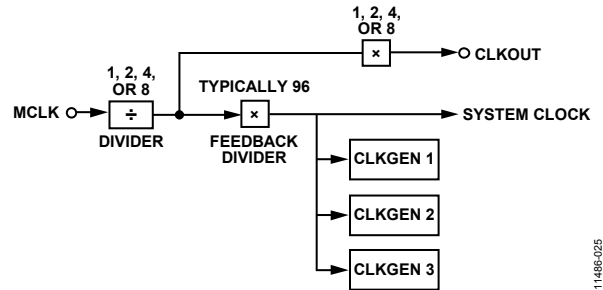 1, 2, 4,
OR 8
× CLKOUT
1, 2, 4,
OR 8
TYPICALLY 96
MCLK ÷ × SYSTEM CLOCK
DIVIDER
FEEDBACK
DIVIDER
CLKGEN 1
CLKGEN 2
CLKGEN 3
11486-025